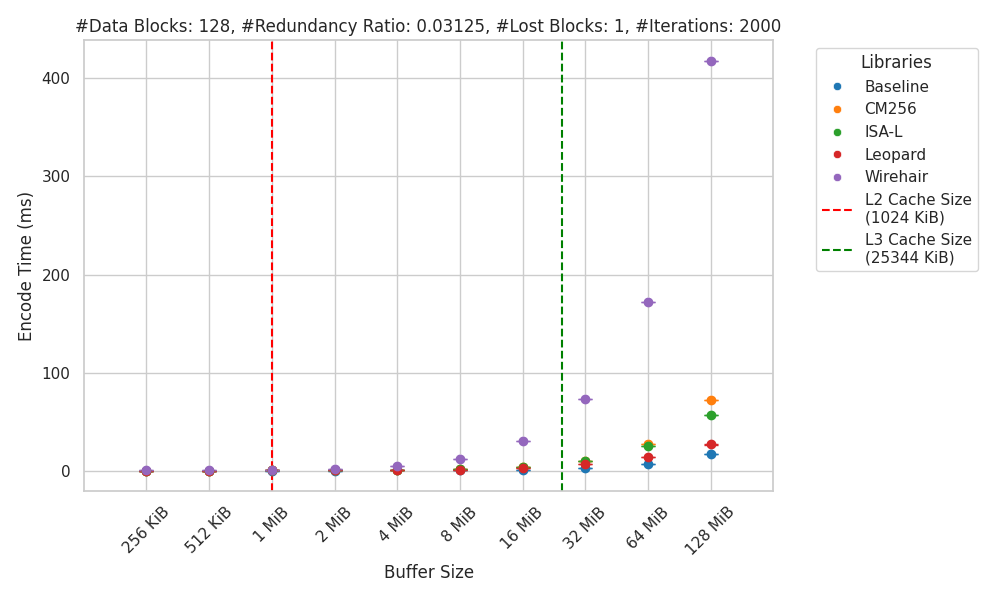 #Data Blocks: 128, #Redundancy Ratio: 0.03125, #Lost Blocks: 1, #Iterations: 2000
Encode Time (ms)
400
300
200
100
0
256 KiB
512 KiB
1 MiB
2 MiB
4 MiB
8 MiB
16 MiB
32 MiB
64 MiB
128 MiB
Buffer Size
Libraries
Baseline
CM256
ISA-L
Leopard
Wirehair
L2 Cache Size
(1024 KiB)
L3 Cache Size
(25344 KiB)